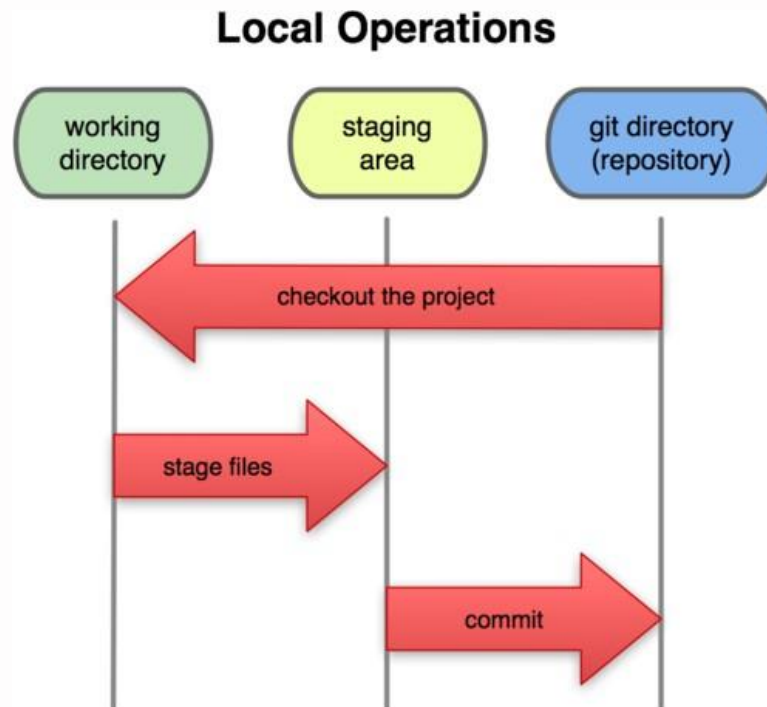 Local Operations
working
directory
staging
area
git directory
(repository)
checkout the project
stage files
commit